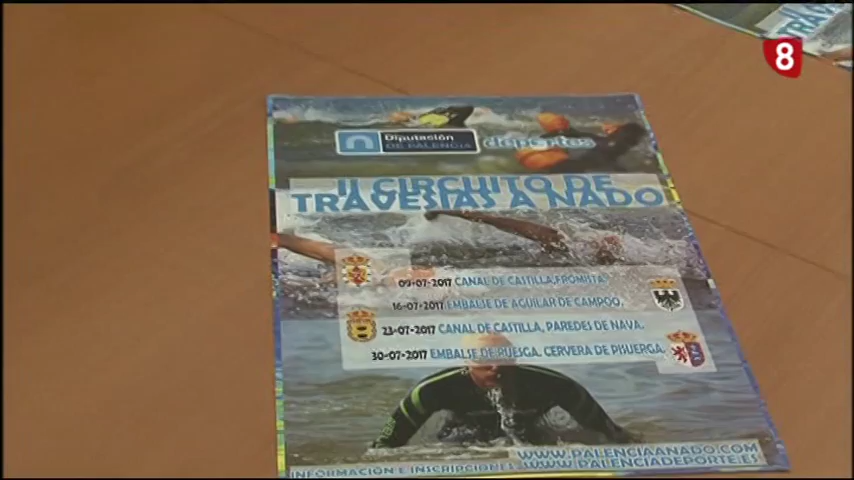 8
Diputación
DE PALENCIA
deportes
II CIRCUITO DE
TRAVESIAS A NADO
09-07-2017 CANAL DE CASTILLA, FROMISTA.
16-07-2017 EMBALSE DE AGUILAR DE CAMPOO.
23-07-2017 CANAL DE CASTILLA, PAREDES DE NAVA.
30-07-2017 EMBALSE DE RUESGA. CERVERA DE PISUERGA.
WWW.PALENCIAANADO.COM
INFORMACIÓN E INSCRIPCIONES: WWW.PALENCIADEPORTE.ES